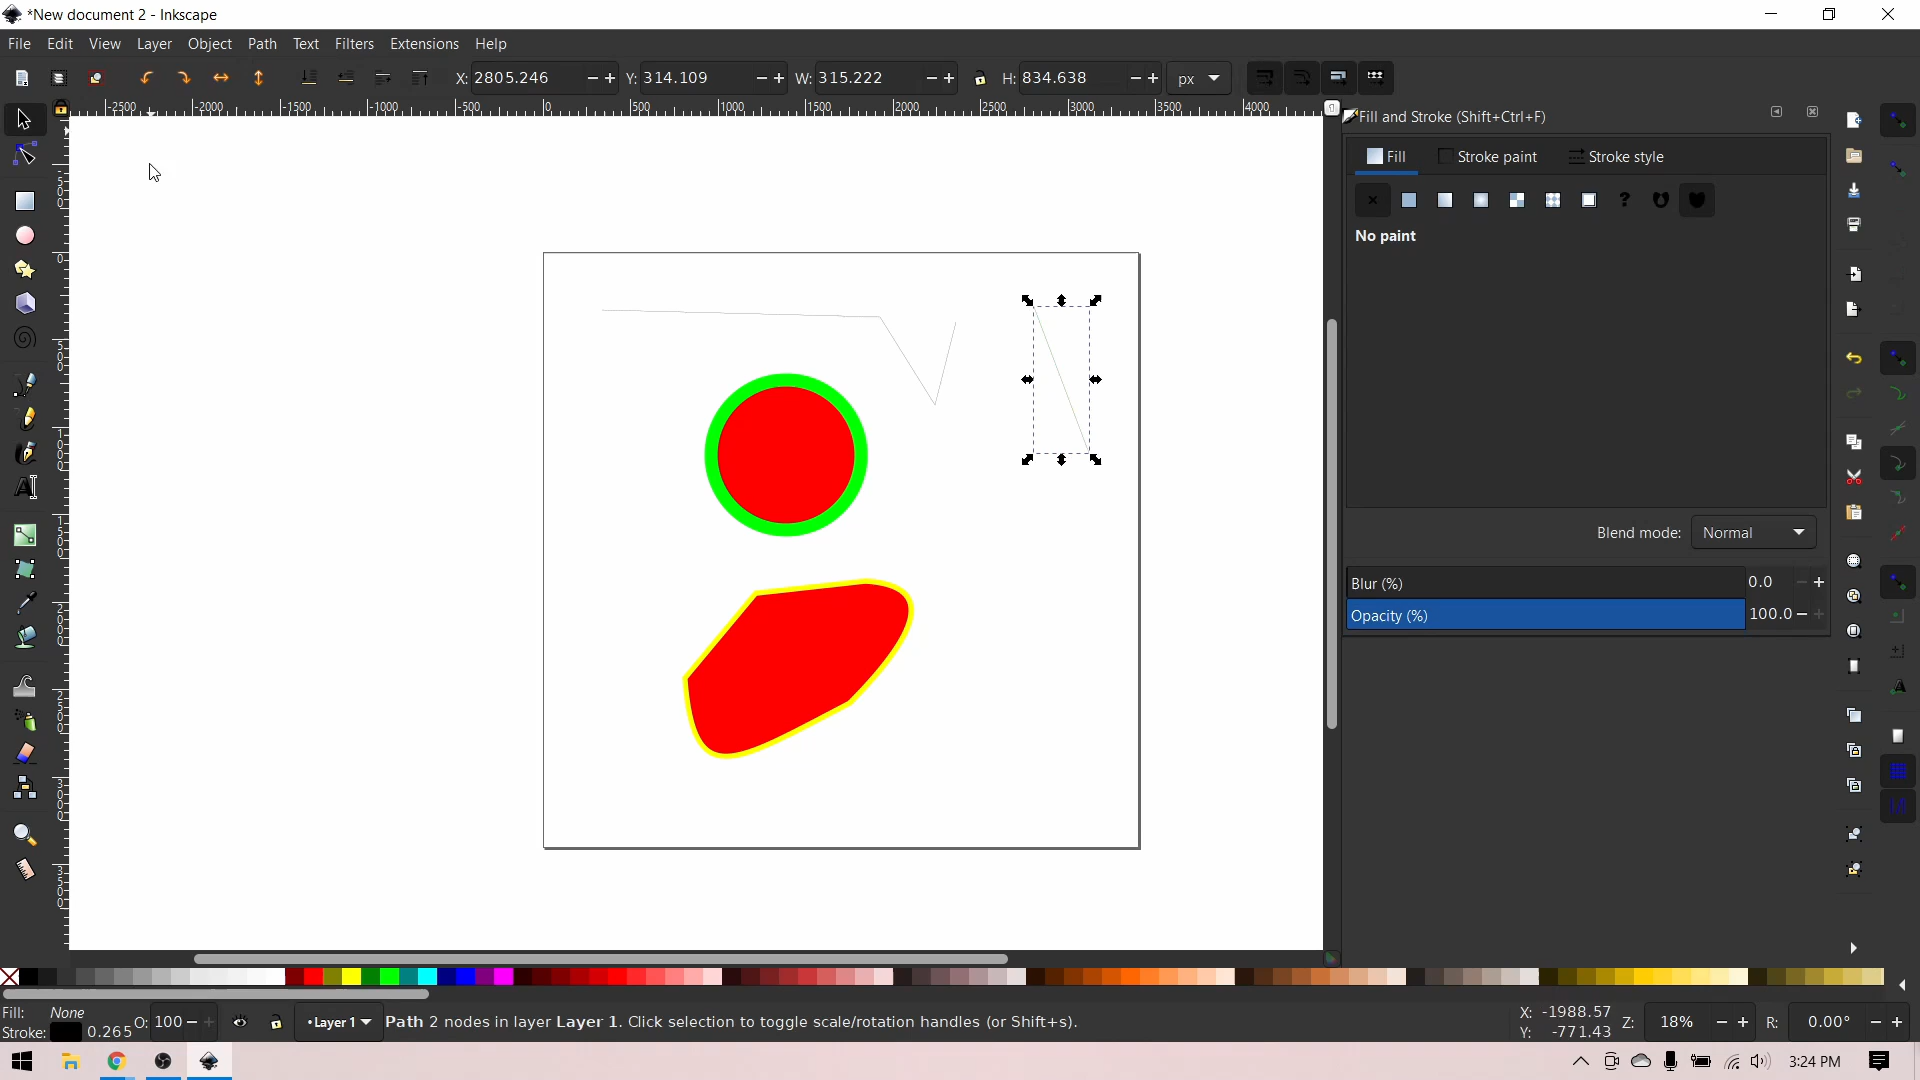 *New document 2 - Inkscape
File Edit View Layer Object Path Text Filters Extensions Help
X: 2805.246 Y: 314.109 W: 315.222 H: 834.638 px
-2500 -2000 -1500 -1000 -500 0 500 1000 1500 2000 2500 3000 3500 4000
Fill and Stroke (Shift+Ctrl+F)
Fill Stroke paint Stroke style
No paint
Blend mode: Normal
Blur (%) 0.0
Opacity (%) 100.0
Fill: None
Stroke: 0.265 O: 100 Layer 1 Path 2 nodes in layer Layer 1. Click selection to toggle scale/rotation handles (or Shift+s).
X: -1988.57
Y: -771.43
Z: 18% R: 0.00°
3:24 PM